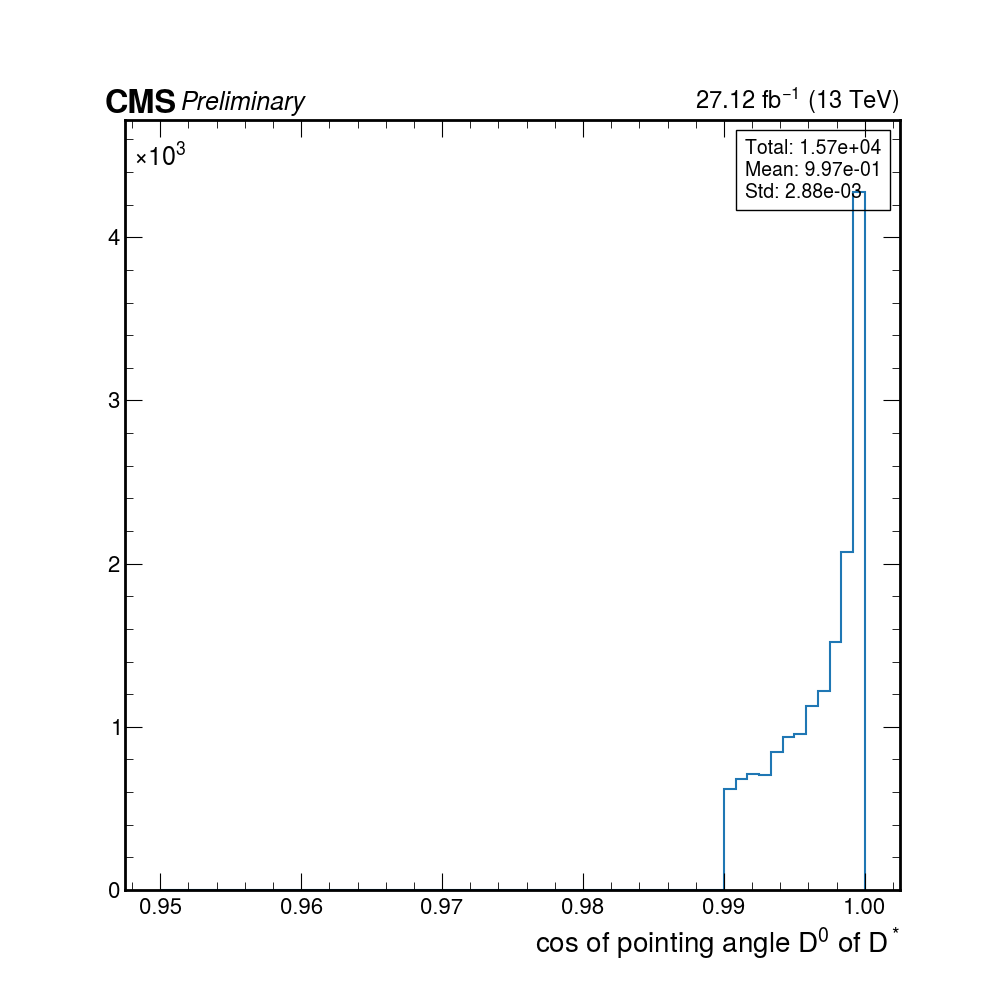 CMS Preliminary 27.12 fb⁻¹ (13 TeV)
×10³
Total: 1.57e+04
Mean: 9.97e-01
Std: 2.88e-03
4
3
2
1
0
0.95 0.96 0.97 0.98 0.99 1.00
cos of pointing angle D⁰ of D*